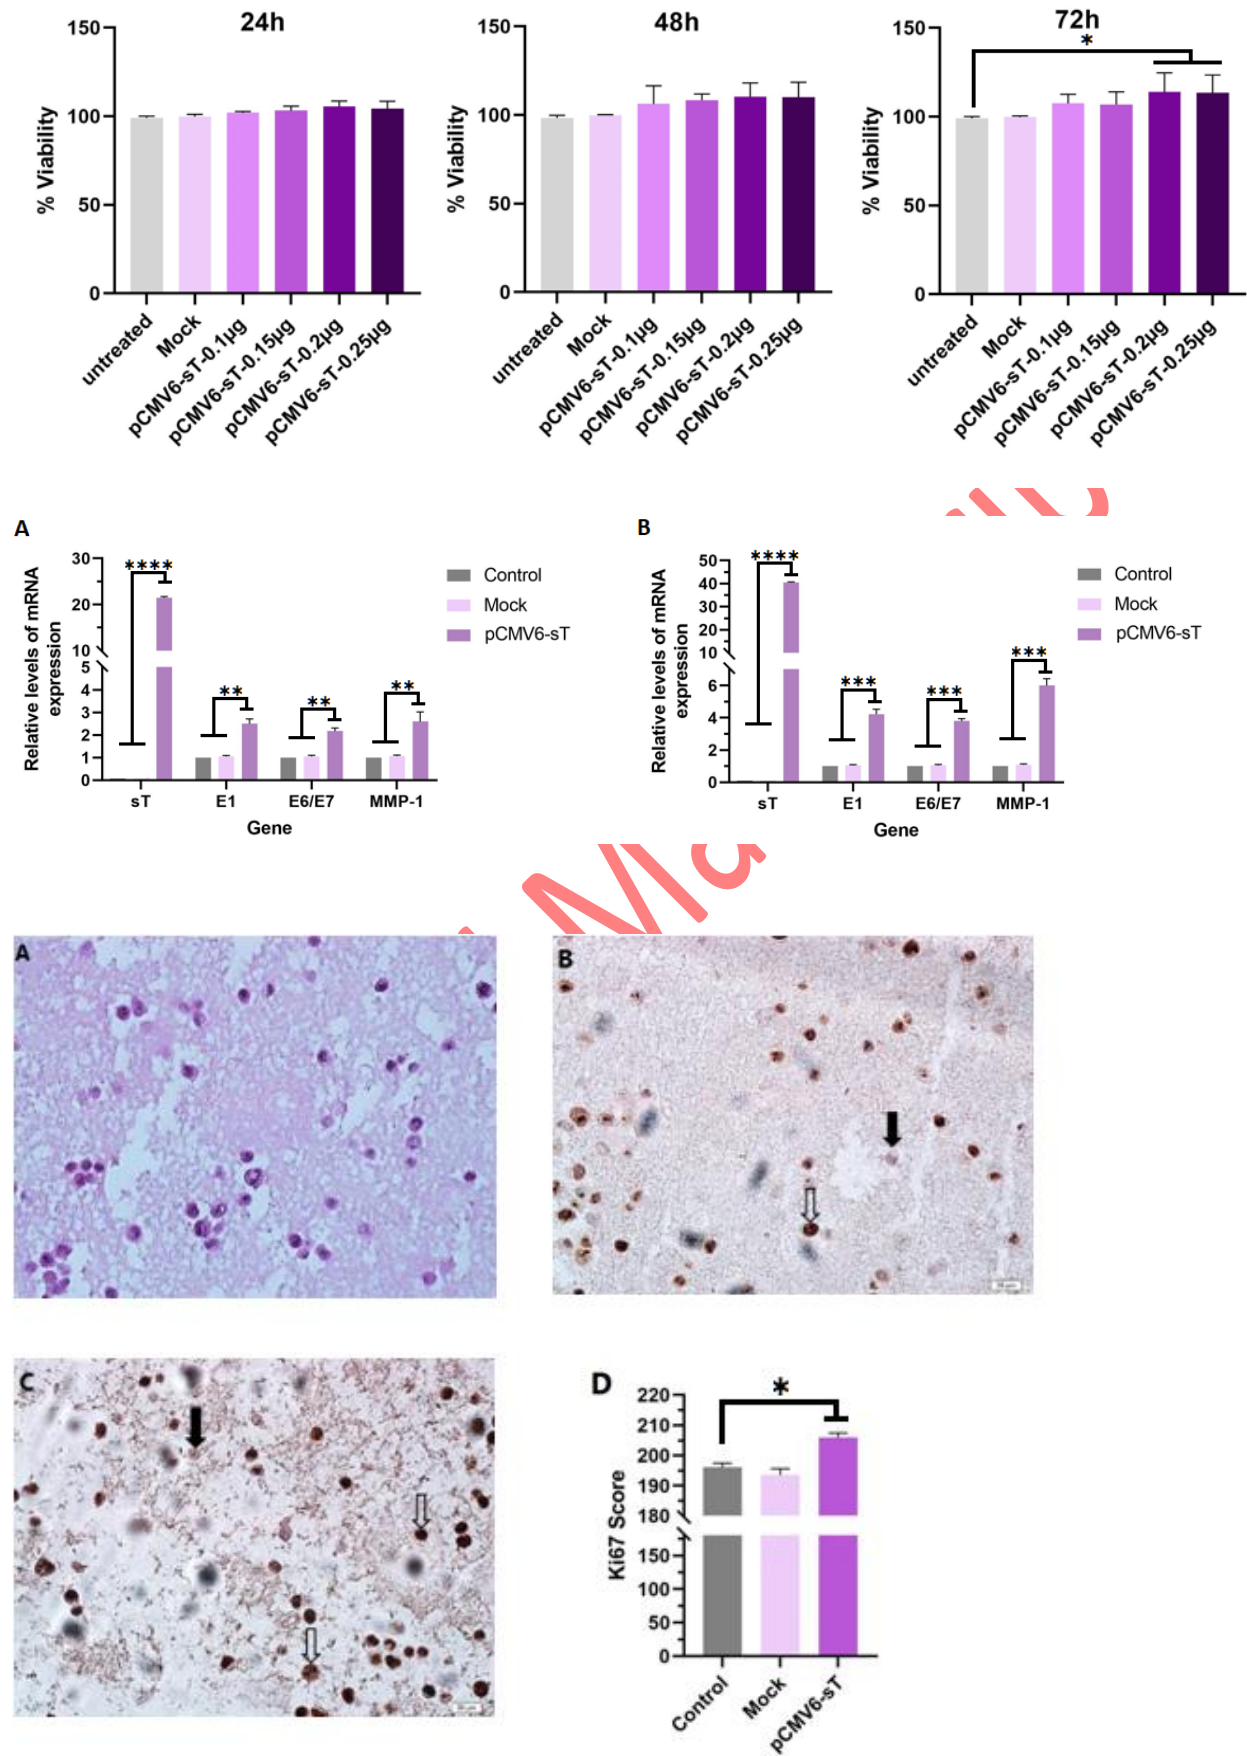 24h
150
100
50
0
% Viability
untreated
Mock
pCMV6-sT-0.1µg
pCMV6-sT-0.15µg
pCMV6-sT-0.2µg
pCMV6-sT-0.25µg
48h
150
100
50
0
% Viability
untreated
Mock
pCMV6-sT-0.1µg
pCMV6-sT-0.15µg
pCMV6-sT-0.2µg
pCMV6-sT-0.25µg
72h
*
150
100
50
0
% Viability
untreated
Mock
pCMV6-sT-0.1µg
pCMV6-sT-0.15µg
pCMV6-sT-0.2µg
pCMV6-sT-0.25µg
A
Relative levels of mRNA
expression
30
20
10
5
4
3
2
1
0
****
**
**
**
sT
E1
E6/E7
MMP-1
Gene
Control
Mock
pCMV6-sT
B
Relative levels of mRNA
expression
50
40
30
20
10
6
4
2
0
****
***
***
***
sT
E1
E6/E7
MMP-1
Gene
Control
Mock
pCMV6-sT
Ma
A
B
C
D
*
Ki67 Score
220
210
200
190
180
150
100
50
0
Control
Mock
pCMV6-sT